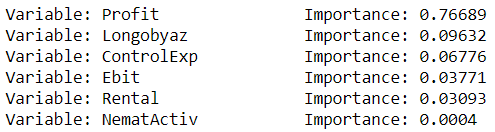 Variable: Profit Importance: 0.76689
Variable: Longobyaz Importance: 0.09632
Variable: ControlExp Importance: 0.06776
Variable: Ebit Importance: 0.03771
Variable: Rental Importance: 0.03093
Variable: NematActiv Importance: 0.0004